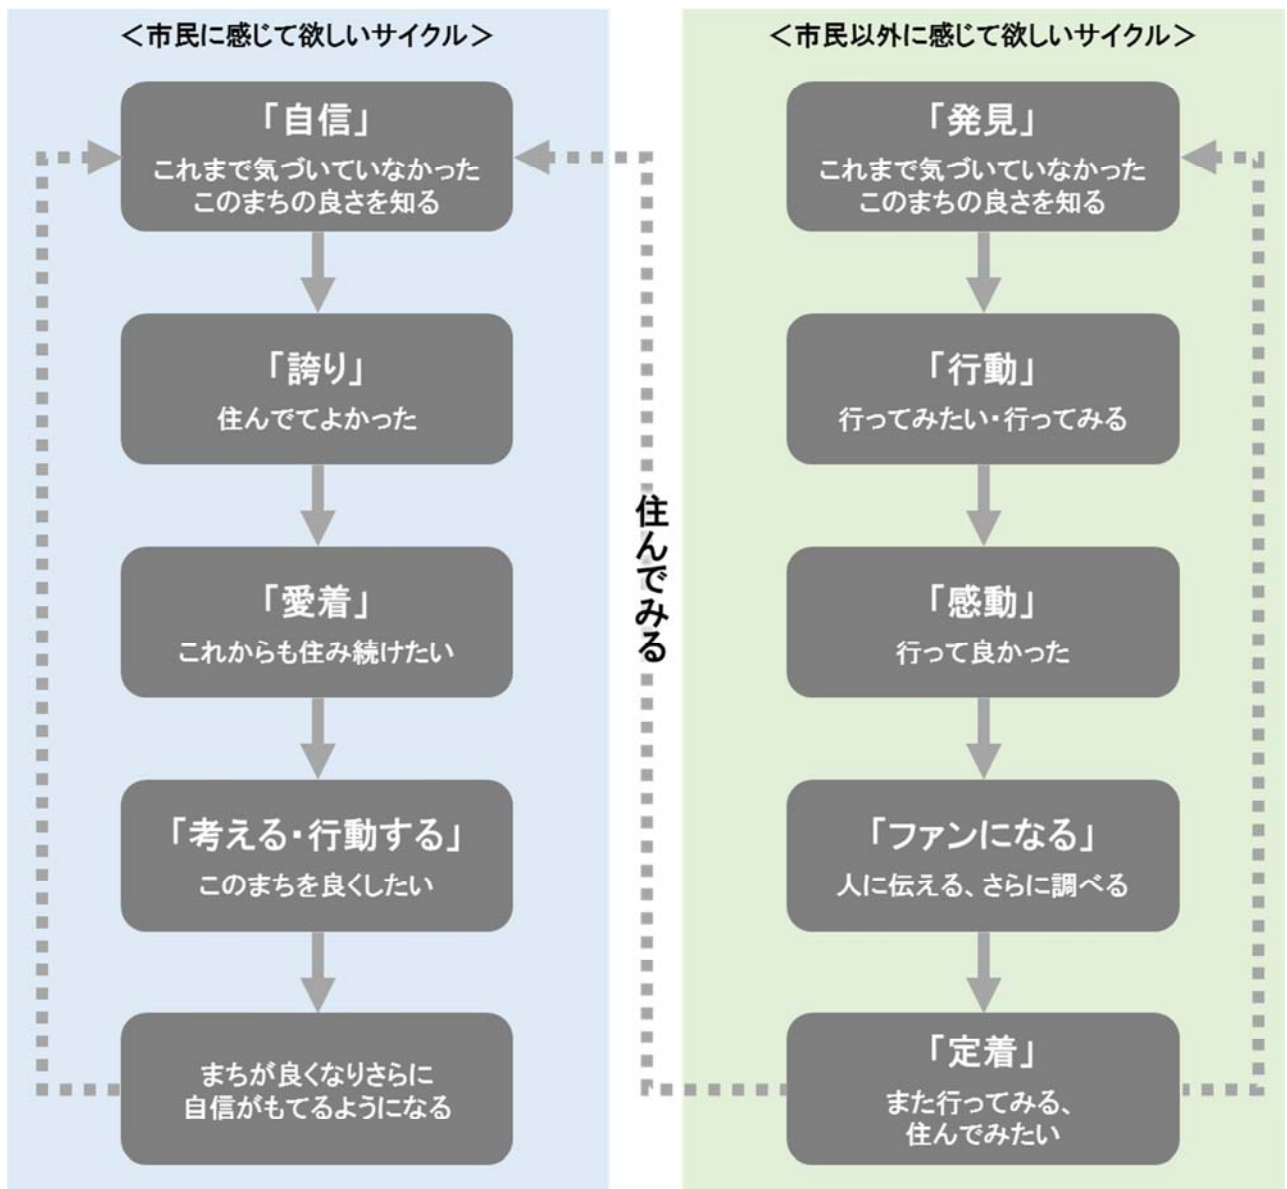 ＜市民に感じて欲しいサイクル＞
「自信」
これまで気づいていなかった
このまちの良さを知る
「誇り」
住んでてよかった
「愛着」
これからも住み続けたい
「考える・行動する」
このまちを良くしたい
まちが良くなりさらに
自信がもてるようになる
住んでみる
＜市民以外に感じて欲しいサイクル＞
「発見」
これまで気づいていなかった
このまちの良さを知る
「行動」
行ってみたい・行ってみる
「感動」
行って良かった
「ファンになる」
人に伝える、さらに調べる
「定着」
また行ってみる、
住んでみたい